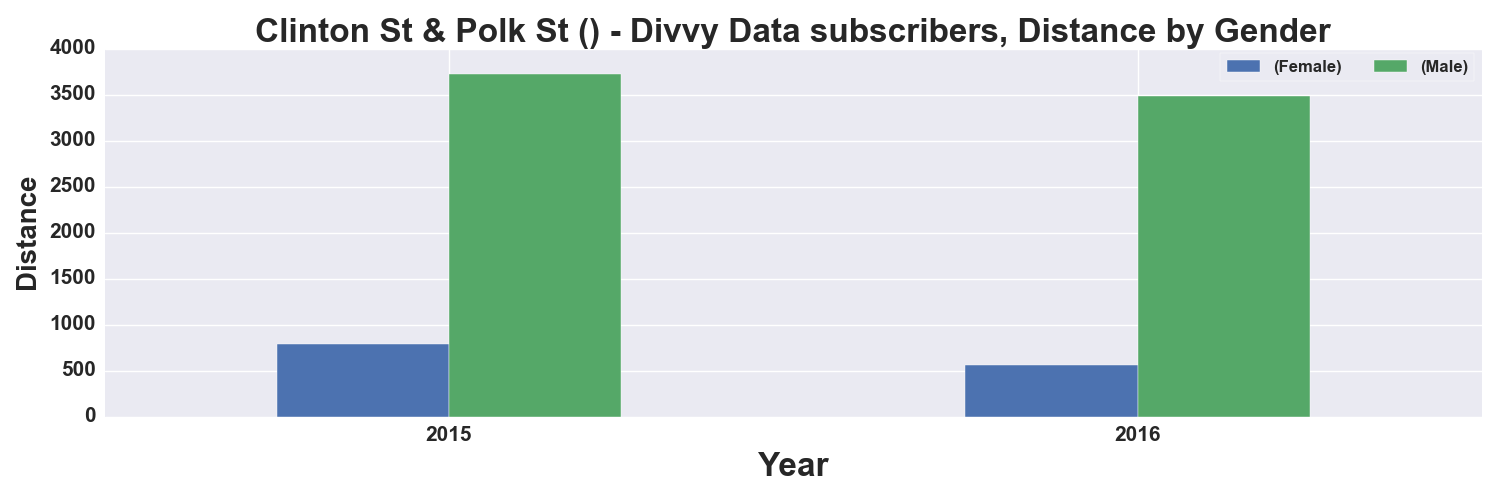 Clinton St & Polk St () - Divvy Data subscribers, Distance by Gender
(Female) (Male)
4000
3500
3000
2500
2000
1500
1000
500
0
Distance
2015 2016
Year